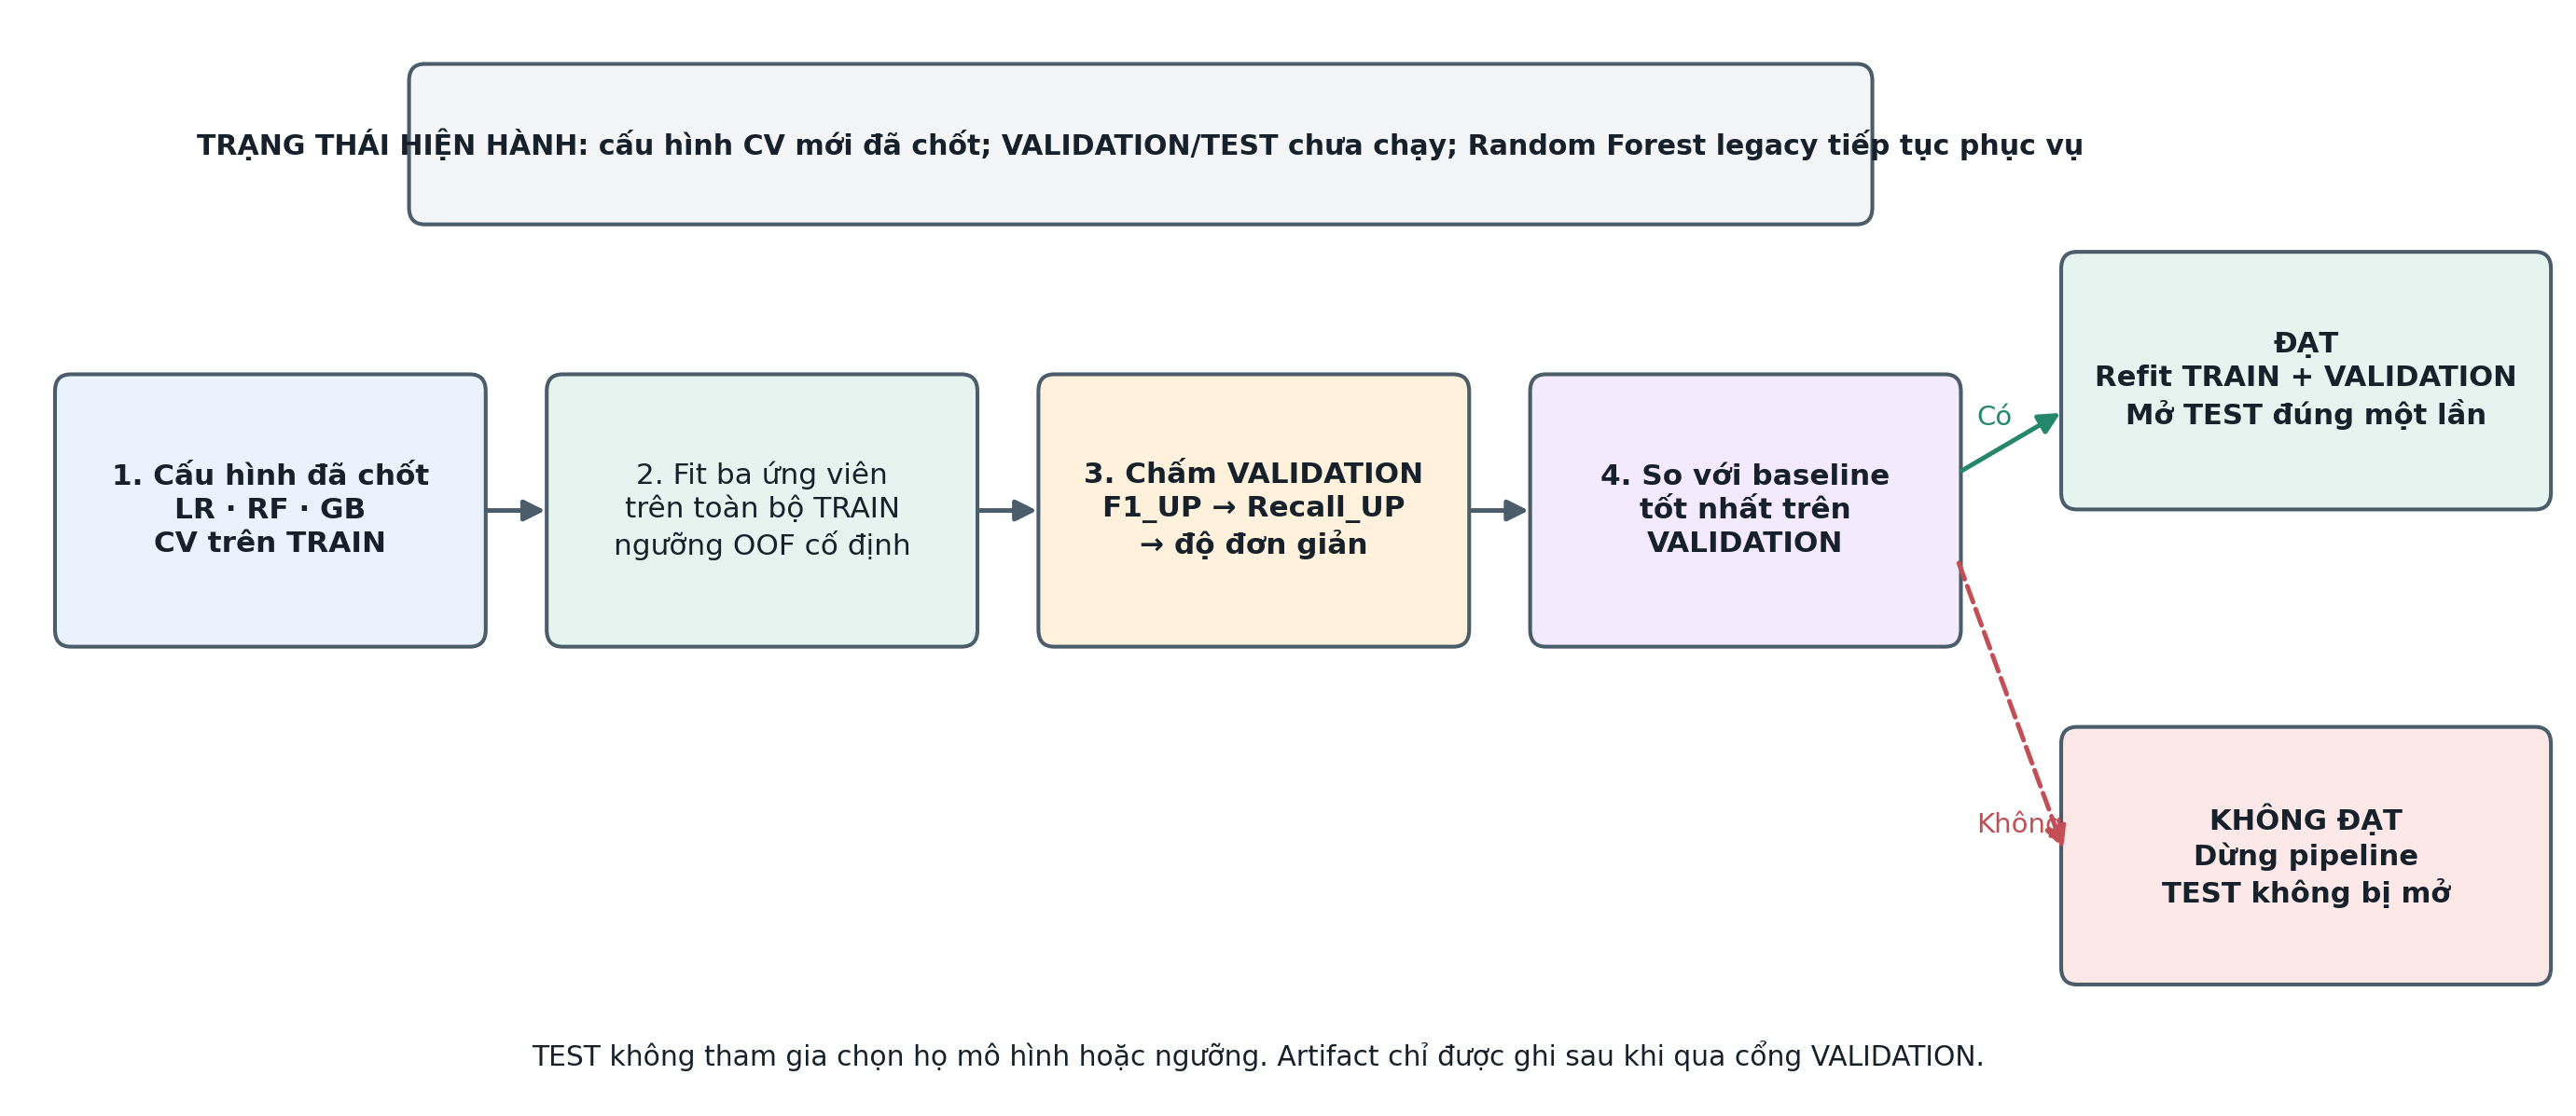 TRẠNG THÁI HIỆN HÀNH: cấu hình CV mới đã chốt; VALIDATION/TEST chưa chạy; Random Forest legacy tiếp tục phục vụ
1. Cấu hình đã chốt
LR · RF · GB
CV trên TRAIN
2. Fit ba ứng viên
trên toàn bộ TRAIN
ngưỡng OOF cố định
3. Chấm VALIDATION
F1_UP → Recall_UP
→ độ đơn giản
4. So với baseline
tốt nhất trên
VALIDATION
Có
ĐẠT
Refit TRAIN + VALIDATION
Mở TEST đúng một lần
Không
KHÔNG ĐẠT
Dừng pipeline
TEST không bị mở
TEST không tham gia chọn họ mô hình hoặc ngưỡng. Artifact chỉ được ghi sau khi qua cổng VALIDATION.